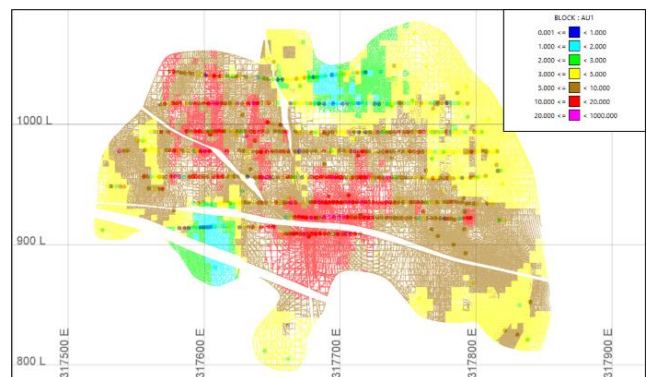 BLOCK : AU1
0.001 <= < 1.000
1.000 <= < 2.000
2.000 <= < 3.000
3.000 <= < 5.000
5.000 <= < 10.000
10.000 <= < 20.000
20.000 <= < 1000.000
1000 L
900 L
800 L
317500 E
317600 E
317700 E
317800 E
317900 E